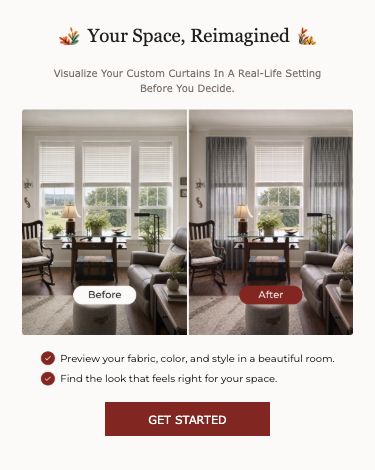 Your Space, Reimagined
Visualize Your Custom Curtains In A Real-Life Setting
Before You Decide.
Before
After
Preview your fabric, color, and style in a beautiful room.
Find the look that feels right for your space.
GET STARTED